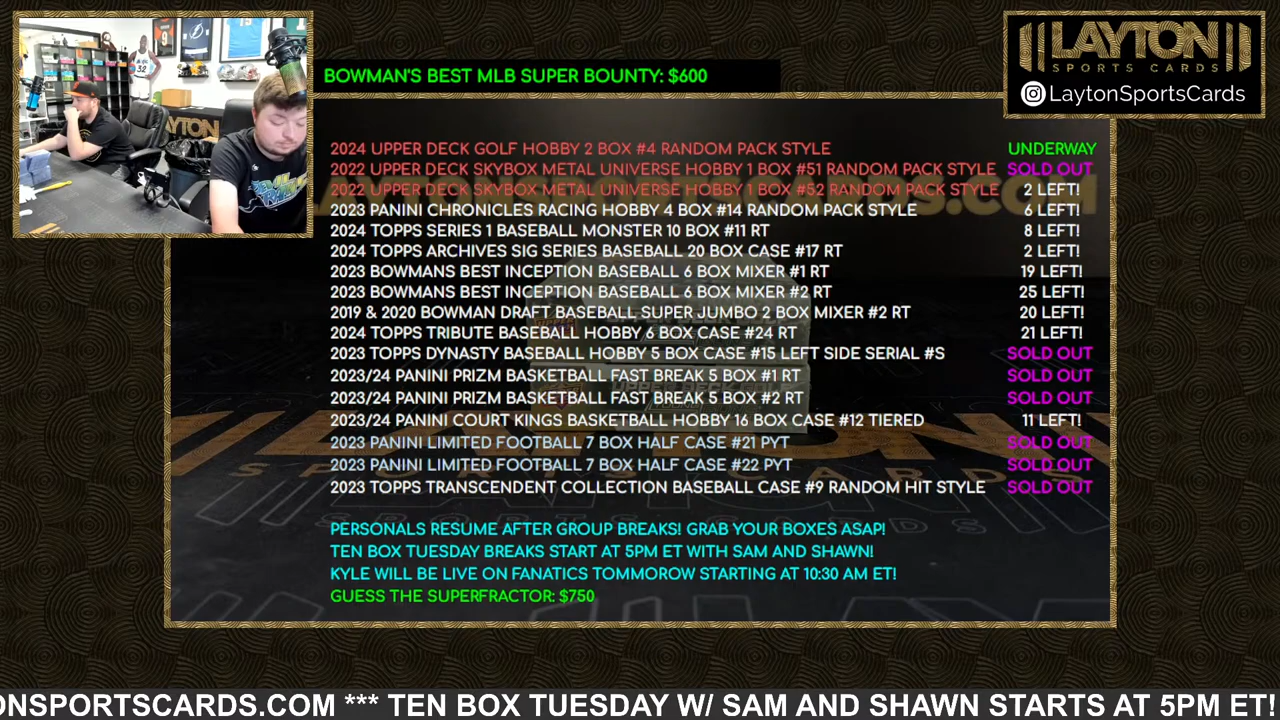 BOWMAN'S BEST MLB SUPER BOUNTY: $600
LAYTON
SPORTS CARDS
LaytonSportsCards
2024 UPPER DECK GOLF HOBBY 2 BOX #4 RANDOM PACK STYLE UNDERWAY
2022 UPPER DECK SKYBOX METAL UNIVERSE HOBBY 1 BOX #51 RANDOM PACK STYLE SOLD OUT
2022 UPPER DECK SKYBOX METAL UNIVERSE HOBBY 1 BOX #52 RANDOM PACK STYLE 2 LEFT!
2023 PANINI CHRONICLES RACING HOBBY 4 BOX #14 RANDOM PACK STYLE 6 LEFT!
2024 TOPPS SERIES 1 BASEBALL MONSTER 10 BOX #11 RT 8 LEFT!
2024 TOPPS ARCHIVES SIG SERIES BASEBALL 20 BOX CASE #17 RT 2 LEFT!
2023 BOWMANS BEST INCEPTION BASEBALL 6 BOX MIXER #1 RT 19 LEFT!
2023 BOWMANS BEST INCEPTION BASEBALL 6 BOX MIXER #2 RT 25 LEFT!
2019 & 2020 BOWMAN DRAFT BASEBALL SUPER JUMBO 2 BOX MIXER #2 RT 20 LEFT!
2024 TOPPS TRIBUTE BASEBALL HOBBY 6 BOX CASE #24 RT 21 LEFT!
2023 TOPPS DYNASTY BASEBALL HOBBY 5 BOX CASE #15 LEFT SIDE SERIAL #S SOLD OUT
2023/24 PANINI PRIZM BASKETBALL FAST BREAK 5 BOX #1 RT SOLD OUT
2023/24 PANINI PRIZM BASKETBALL FAST BREAK 5 BOX #2 RT SOLD OUT
2023/24 PANINI COURT KINGS BASKETBALL HOBBY 16 BOX CASE #12 TIERED 11 LEFT!
2023 PANINI LIMITED FOOTBALL 7 BOX HALF CASE #21 PYT SOLD OUT
2023 PANINI LIMITED FOOTBALL 7 BOX HALF CASE #22 PYT SOLD OUT
2023 TOPPS TRANSCENDENT COLLECTION BASEBALL CASE #9 RANDOM HIT STYLE SOLD OUT
PERSONALS RESUME AFTER GROUP BREAKS! GRAB YOUR BOXES ASAP!
TEN BOX TUESDAY BREAKS START AT 5PM ET WITH SAM AND SHAWN!
KYLE WILL BE LIVE ON FANATICS TOMMOROW STARTING AT 10:30 AM ET!
GUESS THE SUPERFRACTOR: $750
ONSPORTSCARDS.COM *** TEN BOX TUESDAY W/ SAM AND SHAWN STARTS AT 5PM ET!